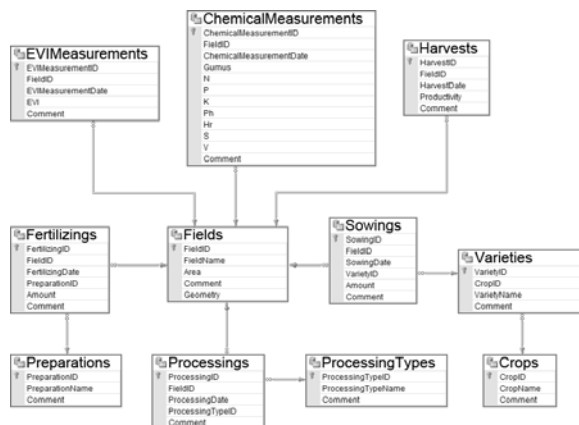 EVIMeasurements
EVIMeasurementID
FieldID
EVIMeasurementDate
EVI
Comment
ChemicalMeasurements
ChemicalMeasurementID
FieldID
ChemicalMeasurementDate
Gumus
N
P
K
Ph
Hr
S
V
Comment
Harvests
HarvestID
FieldID
HarvestDate
Productivity
Comment
Fertilizings
FertilizingID
FieldID
FertilizingDate
PreparationID
Amount
Comment
Fields
FieldID
FieldName
Area
Comment
Geometry
Sowings
SowingID
FieldID
SowingDate
VarietyID
Amount
Comment
Varieties
VarietyID
CropID
VarietyName
Comment
Preparations
PreparationID
PreparationName
Comment
Processings
ProcessingID
FieldID
ProcessingDate
ProcessingTypeID
Comment
ProcessingTypes
ProcessingTypeID
ProcessingTypeName
Comment
Crops
CropID
CropName
Comment